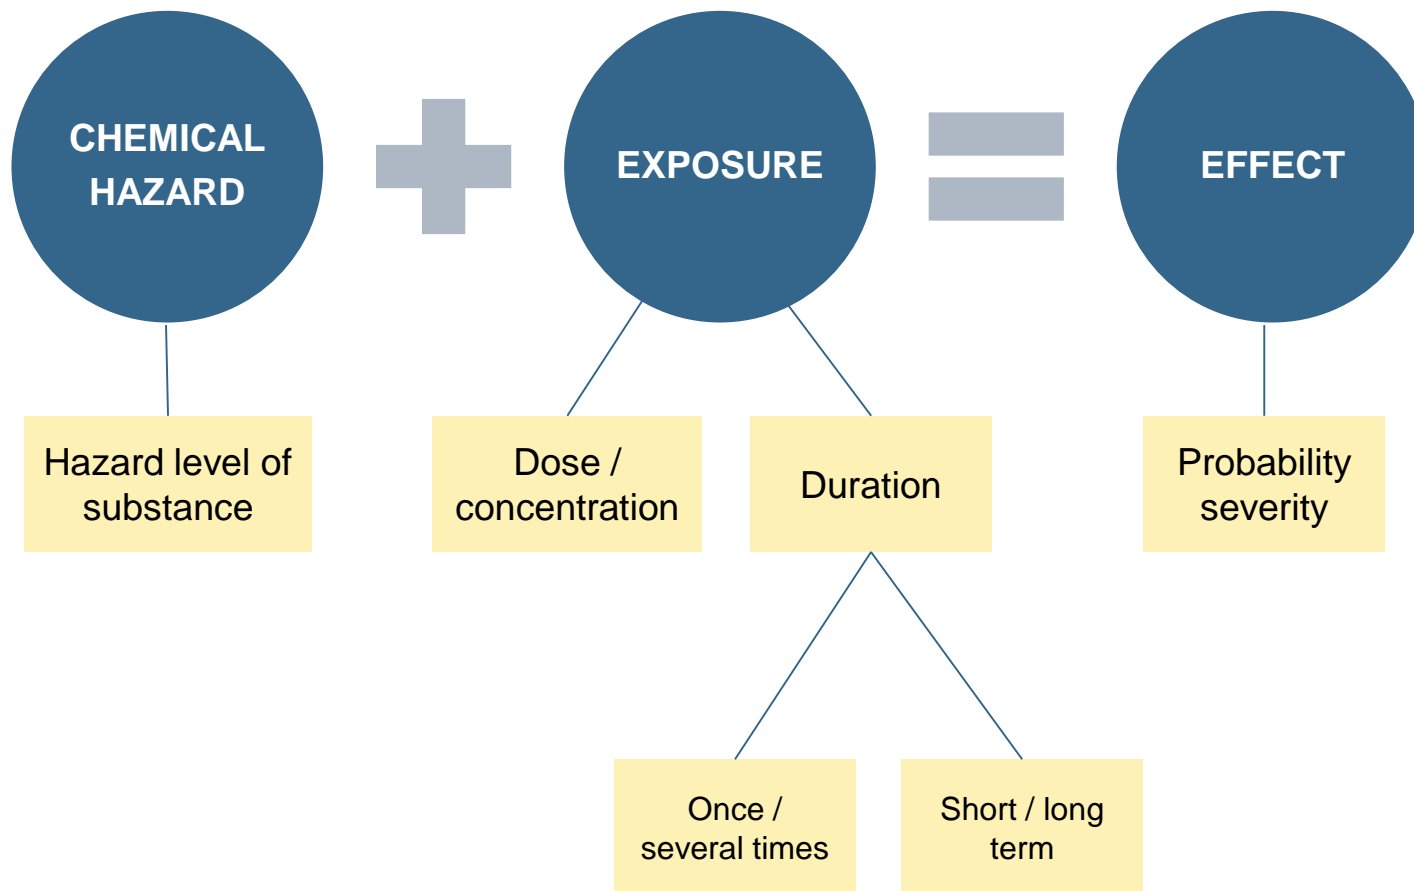 CHEMICAL
HAZARD
EXPOSURE
EFFECT
Hazard level of
substance
Dose /
concentration
Duration
Probability
severity
Once /
several times
Short / long
term